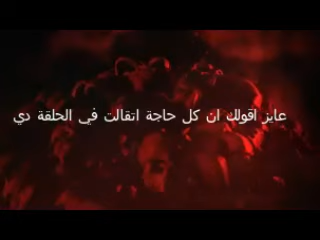 عايز اقولك ان كل حاجة اتقالت في الحلقة دي